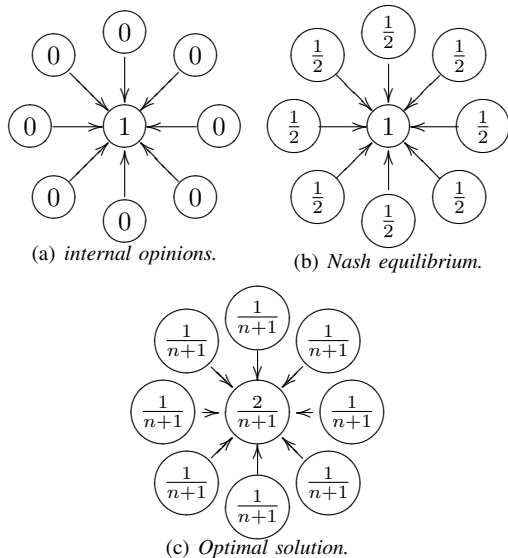 0
0 0
0 1 0
0 0
0
(a) internal opinions.
1/2
1/2 1/2
1/2 1 1/2
1/2 1/2
1/2
(b) Nash equilibrium.
1/n+1
1/n+1 1/n+1
1/n+1 2/n+1 1/n+1
1/n+1 1/n+1
1/n+1
(c) Optimal solution.